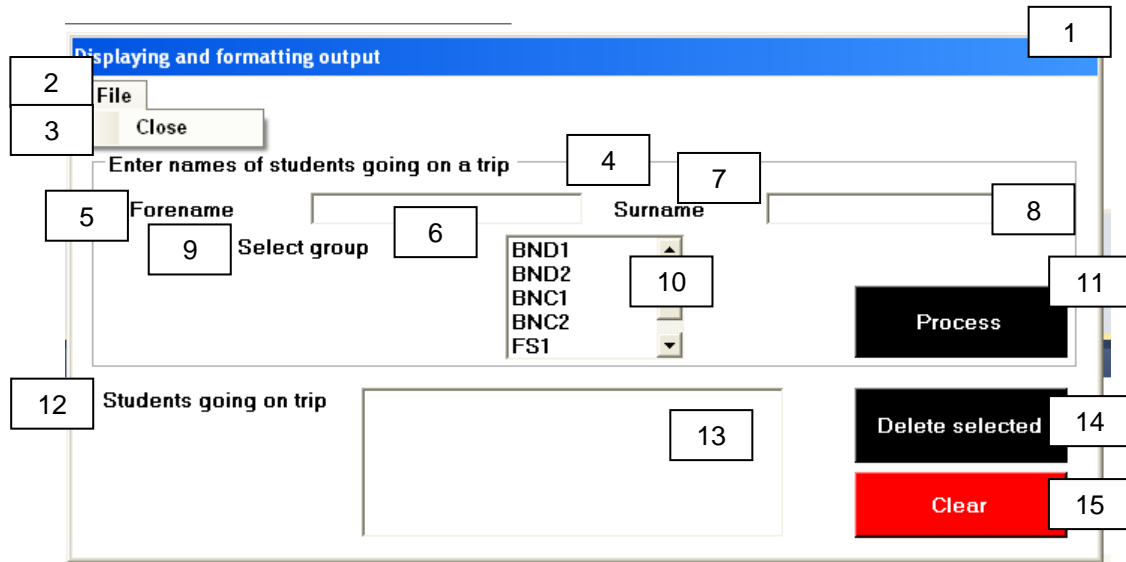 1
Displaying and formatting output
2
File
3
Close
Enter names of students going on a trip
4
5
Forename
6
7
Surname
8
9
Select group
BND1
BND2
BNC1
BNC2
FS1
10
11
Process
12
Students going on trip
13
Delete selected
14
Clear
15